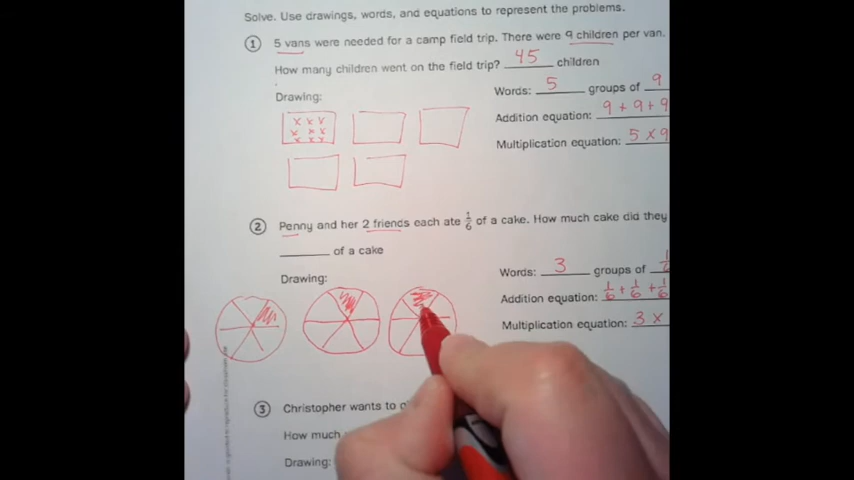 Solve. Use drawings, words, and equations to represent the problems.
1 5 vans were needed for a camp field trip. There were 9 children per van.
How many children went on the field trip? 45 children
Drawing:
x x x
x x x
x x x
Words: 5 groups of 9
Addition equation: 9 + 9 + 9
Multiplication equation: 5 x 9
2 Penny and her 2 friends each ate 1/6 of a cake. How much cake did they
of a cake
Drawing:
Words: 3 groups of 1/6
Addition equation: 1/6 + 1/6 + 1/6
Multiplication equation: 3 x
3 Christopher wants to
How much
Drawing: